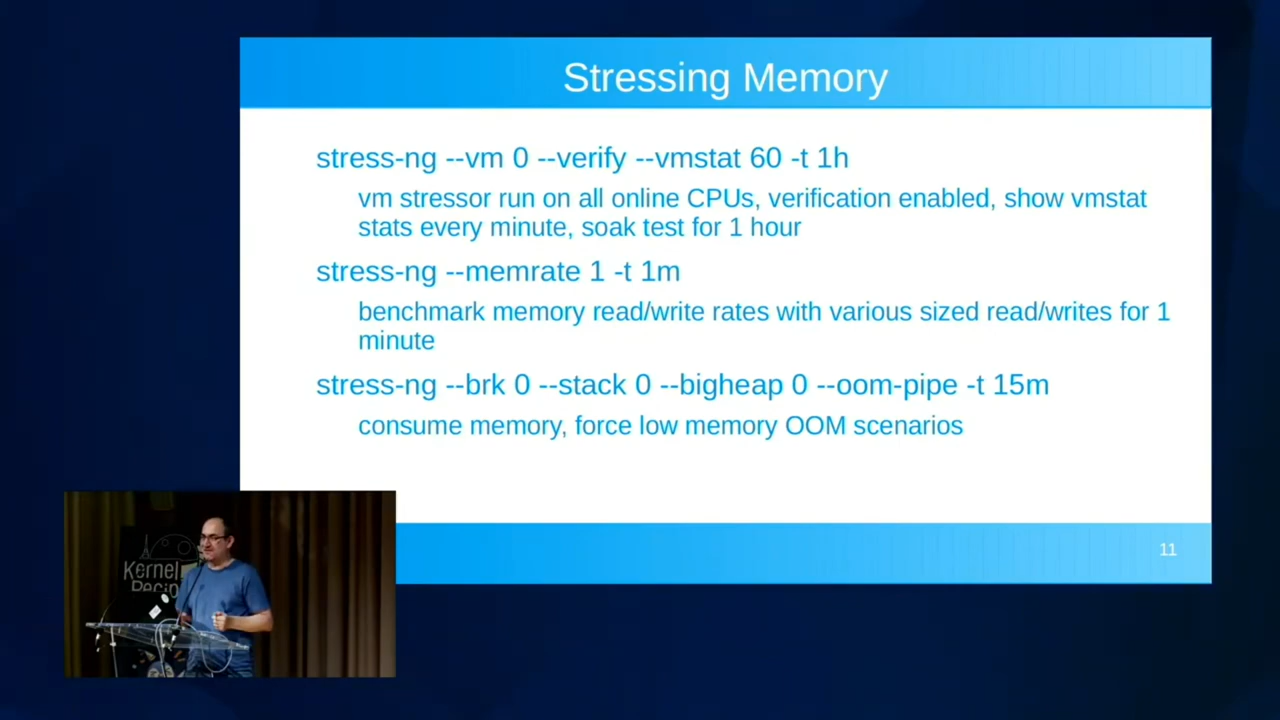 Stressing Memory
stress-ng --vm 0 --verify --vmstat 60 -t 1h
vm stressor run on all online CPUs, verification enabled, show vmstat
stats every minute, soak test for 1 hour
stress-ng --memrate 1 -t 1m
benchmark memory read/write rates with various sized read/writes for 1
minute
stress-ng --brk 0 --stack 0 --bigheap 0 --oom-pipe -t 15m
consume memory, force low memory OOM scenarios
11
Kernel